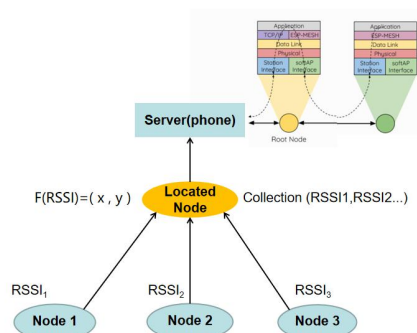 Application
TCP/IP ESP-MESH
Data Link
Physical
Station Interface
softAP Interface
Application
ESP-MESH
Data Link
Physical
Station Interface
softAP Interface
Root Node
Server(phone)
F(RSSI)=( x , y )
Located Node
Collection (RSSI1,RSSI2...)
RSSI₁
RSSI₂
RSSI₃
Node 1
Node 2
Node 3